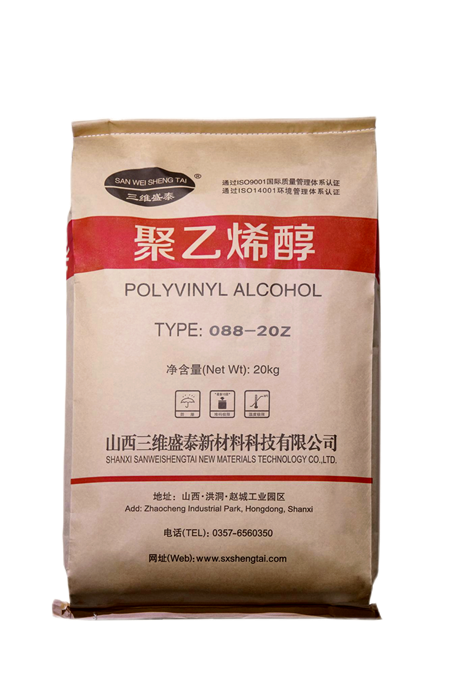 SAN WEI SHENG TAI ®
三维盛泰
通过ISO9001国际质量管理体系认证
通过ISO14001环境管理体系认证
聚乙烯醇
POLYVINYL ALCOHOL
TYPE: 088-20Z
净含量(Net Wt): 20kg
山西三维盛泰新材料科技有限公司
SHANXI SANWEISHENGTAI NEW MATERIALS TECHNOLOGY CO.,LTD.
地址：山西·洪洞·赵城工业园区
Add: Zhaocheng Industrial Park, Hongdong, Shanxi
电话(TEL): 0357-6560350
网址(Web): www.sxshengtai.com